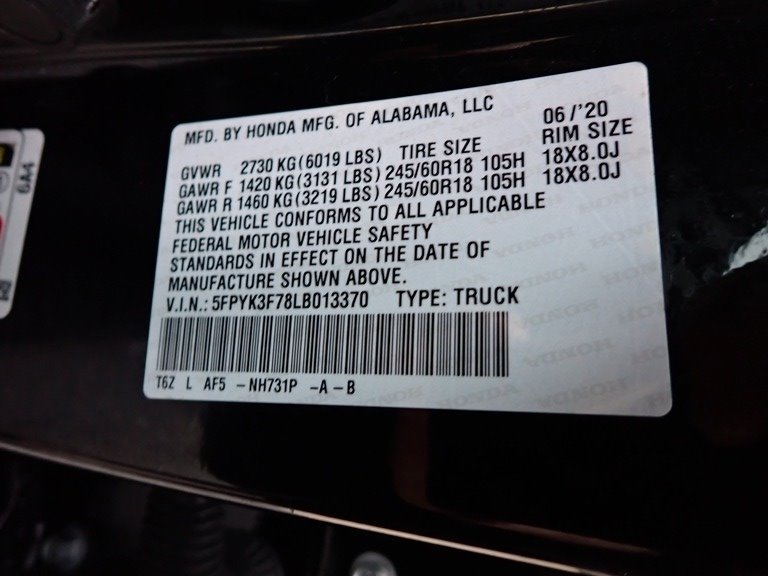 MFD. BY HONDA MFG. OF ALABAMA, LLC 06/'20
GVWR 2730 KG(6019 LBS) TIRE SIZE RIM SIZE
GAWR F 1420 KG(3131 LBS) 245/60R18 105H 18X8.0J
GAWR R 1460 KG(3219 LBS) 245/60R18 105H 18X8.0J
THIS VEHICLE CONFORMS TO ALL APPLICABLE
FEDERAL MOTOR VEHICLE SAFETY
STANDARDS IN EFFECT ON THE DATE OF
MANUFACTURE SHOWN ABOVE.
V.I.N.: 5FPYK3F78LB013370 TYPE: TRUCK
T6Z L AF5 -NH731P -A-B
6A4